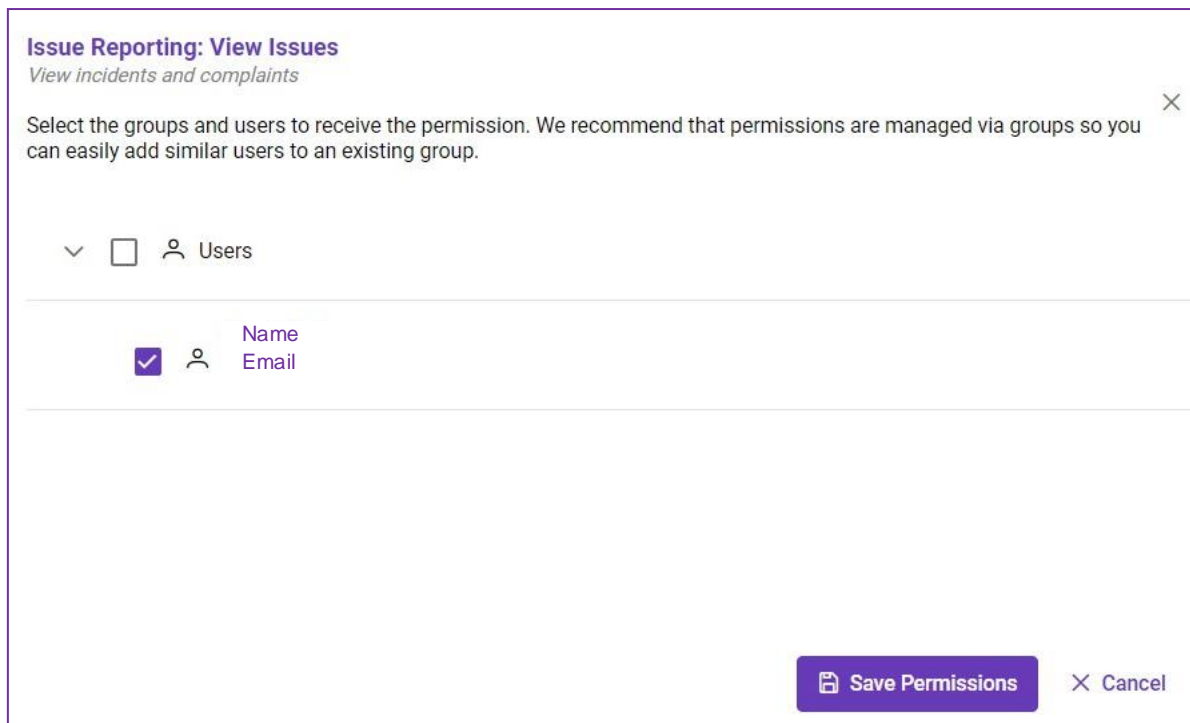 Issue Reporting: View Issues
View incidents and complaints
Select the groups and users to receive the permission. We recommend that permissions are managed via groups so you
can easily add similar users to an existing group.
Users
Name
Email
Save Permissions
Cancel